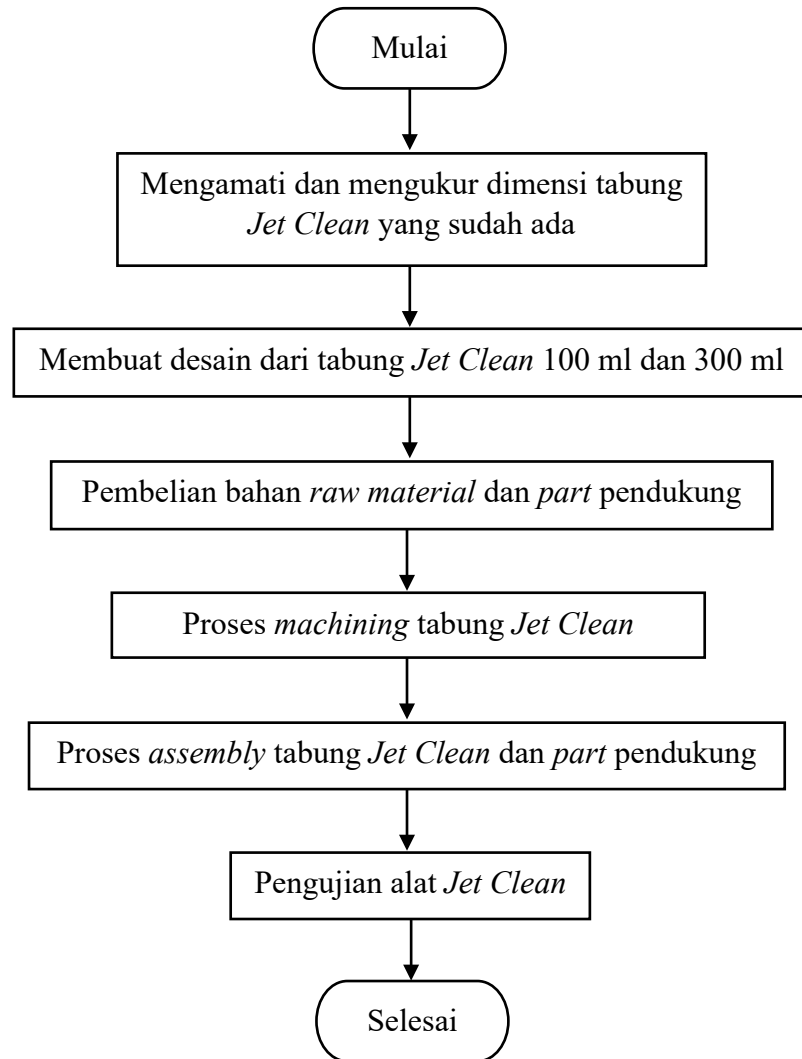 Mulai
Mengamati dan mengukur dimensi tabung
Jet Clean yang sudah ada
Membuat desain dari tabung Jet Clean 100 ml dan 300 ml
Pembelian bahan raw material dan part pendukung
Proses machining tabung Jet Clean
Proses assembly tabung Jet Clean dan part pendukung
Pengujian alat Jet Clean
Selesai